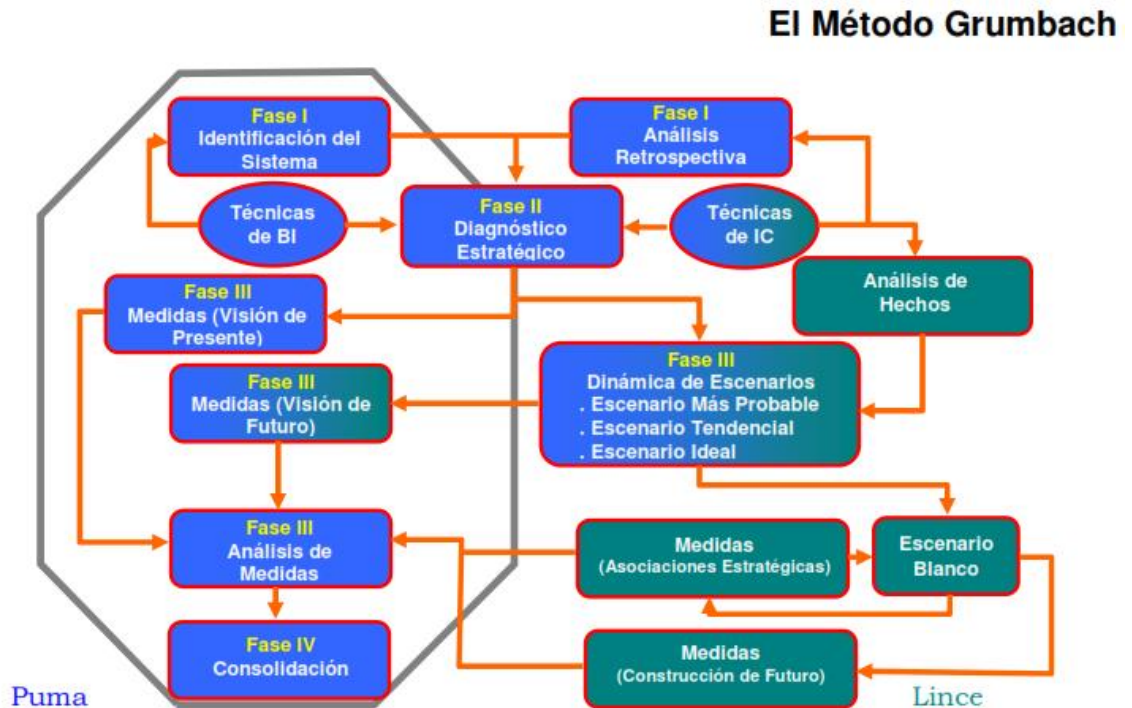 El Método Grumbach
Fase I
Identificación del
Sistema
Fase I
Análisis
Retrospectiva
Técnicas
de BI
Fase II
Diagnóstico
Estratégico
Técnicas
de IC
Análisis de
Hechos
Fase III
Medidas (Visión de
Presente)
Fase III
Medidas (Visión de
Futuro)
Fase III
Dinámica de Escenarios
. Escenario Más Probable
. Escenario Tendencial
. Escenario Ideal
Fase III
Análisis de
Medidas
Medidas
(Asociaciones Estratégicas)
Escenario
Blanco
Fase IV
Consolidación
Medidas
(Construcción de Futuro)
Puma
Lince